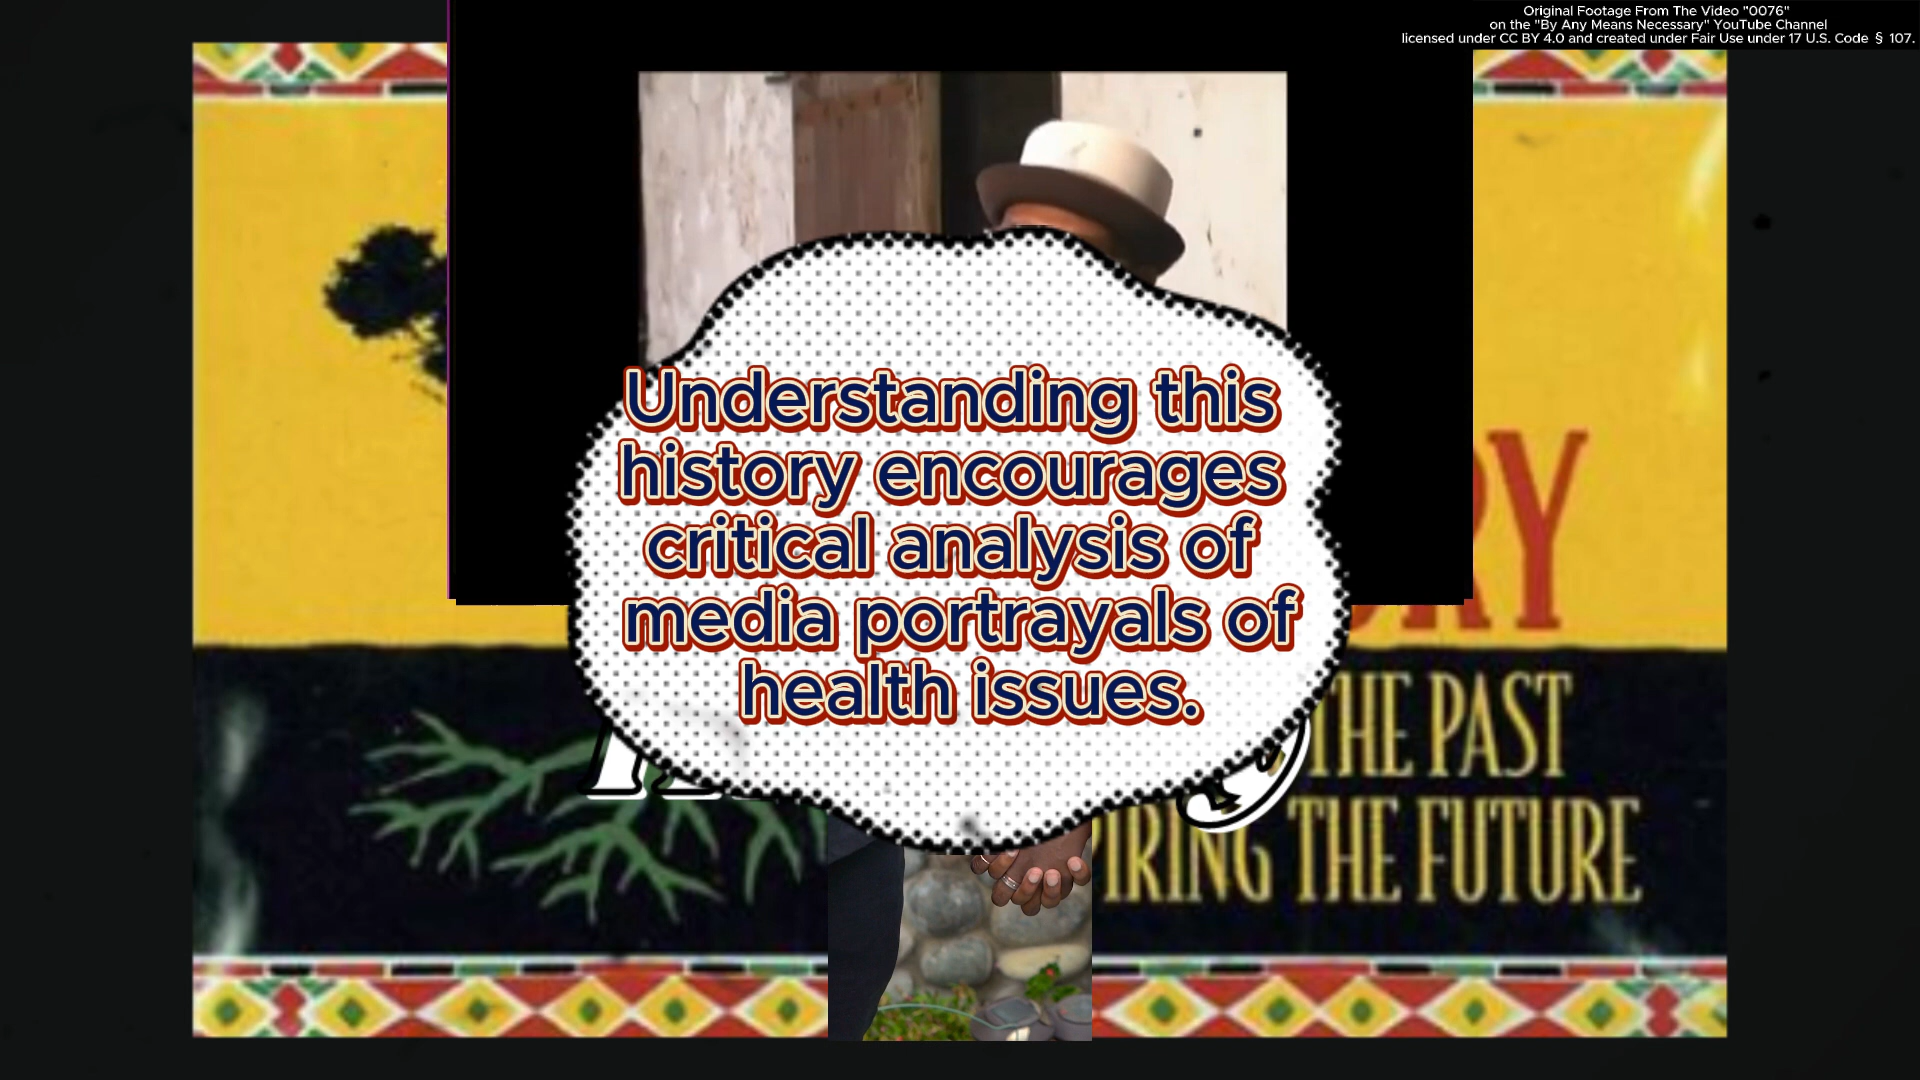 Original Footage From The Video "0076"
on the "By Any Means Necessary" YouTube Channel
licensed under CC BY 4.0 and created under Fair Use under 17 U.S. Code § 107.
Understanding this
history encourages
critical analysis of
media portrayals of
health issues.
THE PAST
THE FUTURE